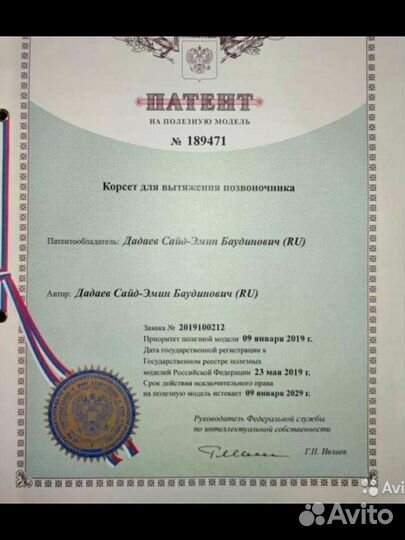 ПАТЕНТ
НА ПОЛЕЗНУЮ МОДЕЛЬ
№ 189471
Корсет для вытяжения позвоночника
Патентообладатель: Дадаев Сайд-Эмин Баудинович (RU)
Автор: Дадаев Сайд-Эмин Баудинович (RU)
Заявка № 2019100212
Приоритет полезной модели 09 января 2019 г.
Дата государственной регистрации в
Государственном реестре полезных
моделей Российской Федерации 23 мая 2019 г.
Срок действия исключительного права
на полезную модель истекает 09 января 2029 г.
Руководитель Федеральной службы
по интеллектуальной собственности
Г.П. Ивлиев
Avi
Avito